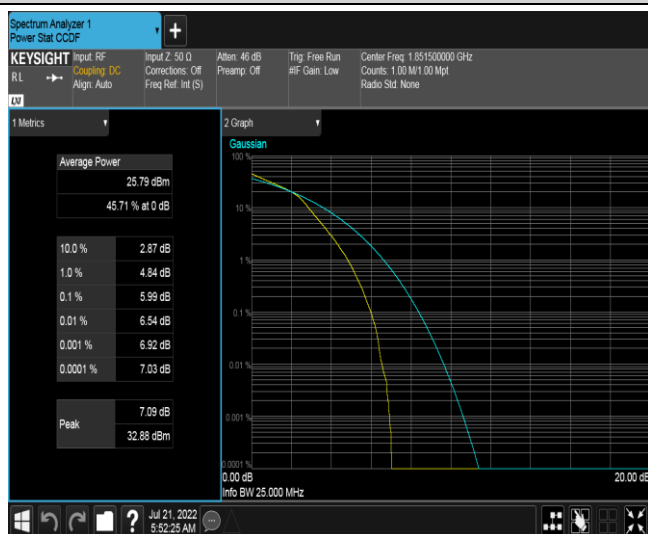 Spectrum Analyzer 1
Power Stat CCDF
+
KEYSIGHT
RL
LXI
Input: RF
Coupling: DC
Align: Auto
Input Z: 50 Ω
Corrections: Off
Freq Ref: Int (S)
Atten: 46 dB
Preamp: Off
Trig: Free Run
#IF Gain: Low
Center Freq: 1.851500000 GHz
Counts: 1.00 M/1.00 Mpt
Radio Std: None
1 Metrics
Average Power
25.79 dBm
45.71 % at 0 dB
10.0 % 2.87 dB
1.0 % 4.84 dB
0.1 % 5.99 dB
0.01 % 6.54 dB
0.001 % 6.92 dB
0.0001 % 7.03 dB
Peak
7.09 dB
32.88 dBm
2 Graph
Gaussian
100 %
10 %
1 %
0.1 %
0.01 %
0.001 %
0.0001 %
0.00 dB 20.00 dB
Info BW 25.000 MHz
?
Jul 21, 2022
5:52:25 AM